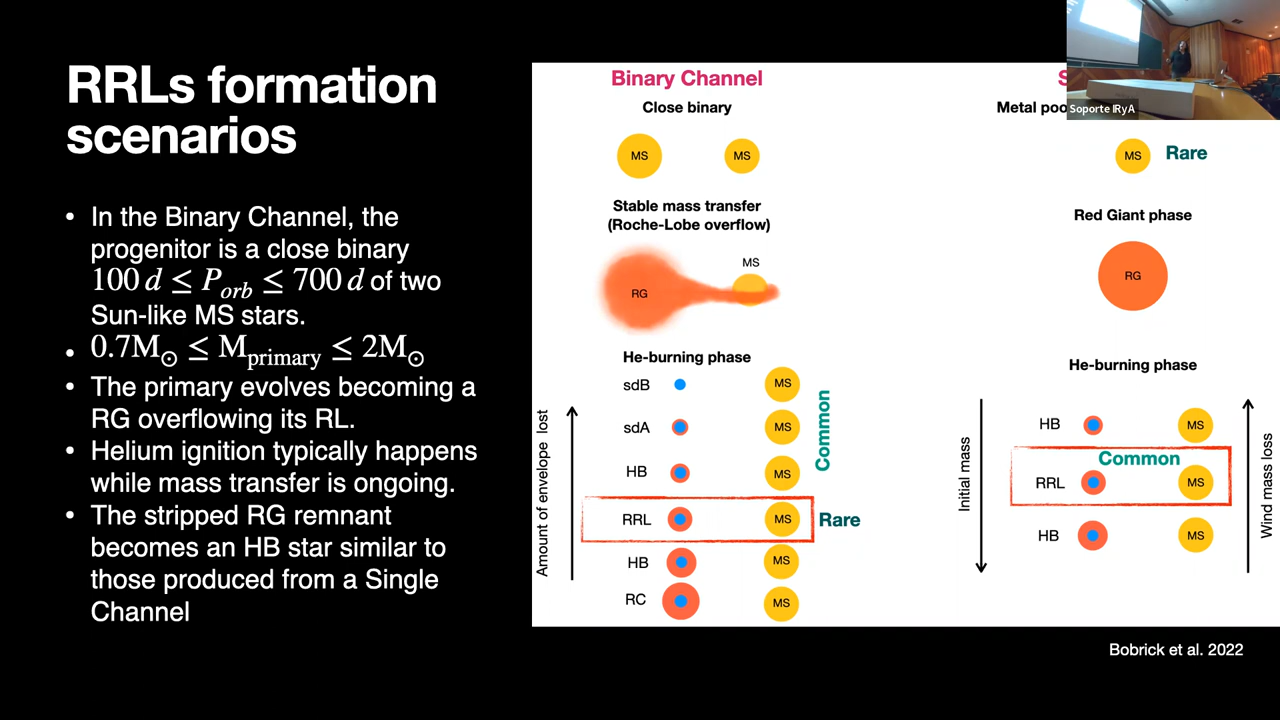 RRLs formation
scenarios
• In the Binary Channel, the
progenitor is a close binary
100 d ≤ P_orb ≤ 700 d of two
Sun-like MS stars.
• 0.7M⊙ ≤ M_primary ≤ 2M⊙
• The primary evolves becoming a
RG overflowing its RL.
• Helium ignition typically happens
while mass transfer is ongoing.
• The stripped RG remnant
becomes an HB star similar to
those produced from a Single
Channel
Binary Channel
Close binary
MS MS
Stable mass transfer
(Roche-Lobe overflow)
RG MS
He-burning phase
sdB MS
sdA MS
HB MS
RRL MS Rare
HB MS
RC MS
Common
Amount of envelope lost
Metal
MS Rare
Red Giant phase
RG
He-burning phase
HB MS
Common
RRL MS
HB MS
Initial mass
Wind mass loss
Soporte IRyA
Bobrick et al. 2022